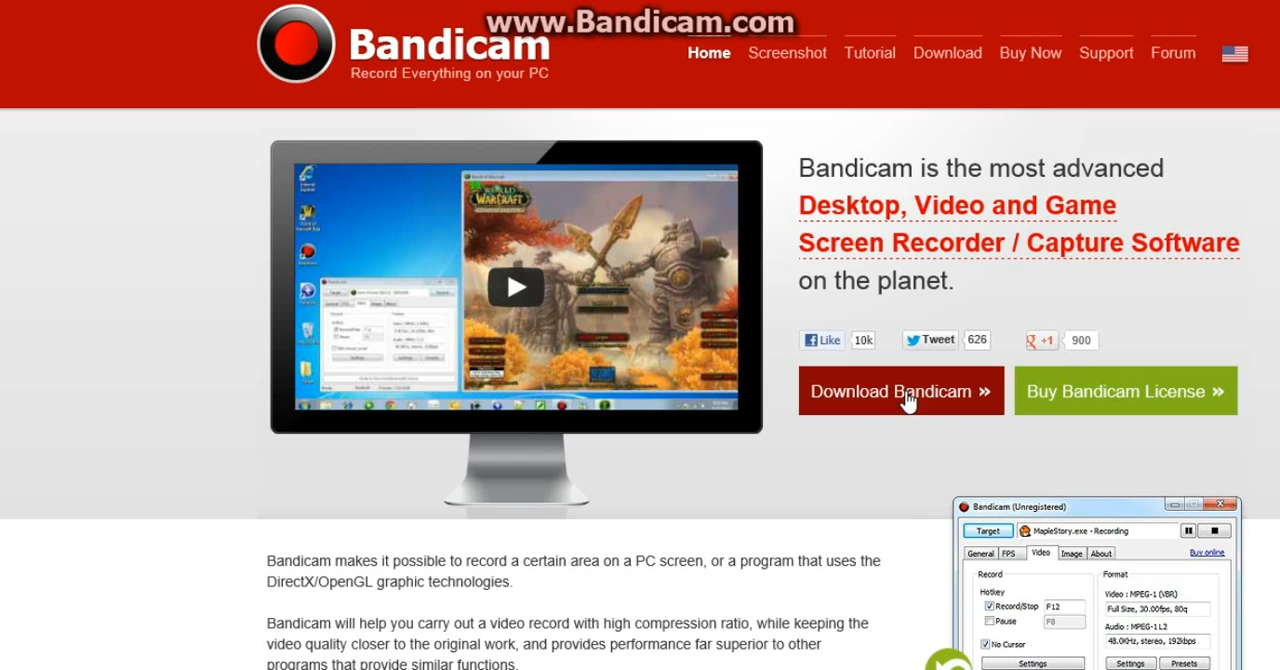 www.Bandicam.com
Bandicam
Record Everything on your PC
Home Screenshot Tutorial Download Buy Now Support Forum
WORLD
WARCRAFT
Bandicam is the most advanced
Desktop, Video and Game
Screen Recorder / Capture Software
on the planet.
Like 10k Tweet 626 +1 900
Download Bandicam »
Buy Bandicam License »
Bandicam makes it possible to record a certain area on a PC screen, or a program that uses the
DirectX/OpenGL graphic technologies.
Bandicam will help you carry out a video record with high compression ratio, while keeping the
video quality closer to the original work, and provides performance far superior to other
programs that provide similar functions.
Bandicam (Unregistered)
Target MapleStory.exe - Recording
General FPS Video Image About Buy online
Record
Hotkey
Record/Stop F12
Pause F8
No Cursor
Settings
Format
Video : MPEG-1 (VBR)
Full Size, 30.00fps, 80q
Audio : MPEG-1 L2
48.0KHz, stereo, 192kbps
Settings Presets